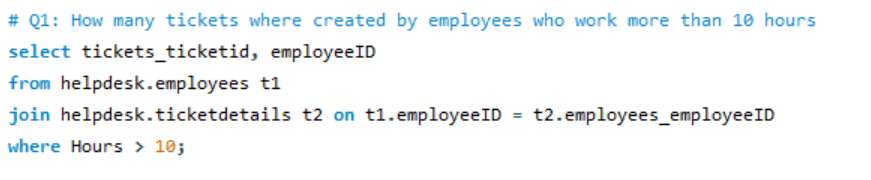 # Q1: How many tickets where created by employees who work more than 10 hours
select tickets_ticketid, employeeID
from helpdesk.employees t1
join helpdesk.ticketdetails t2 on t1.employeeID = t2.employees_employeeID
where Hours > 10;